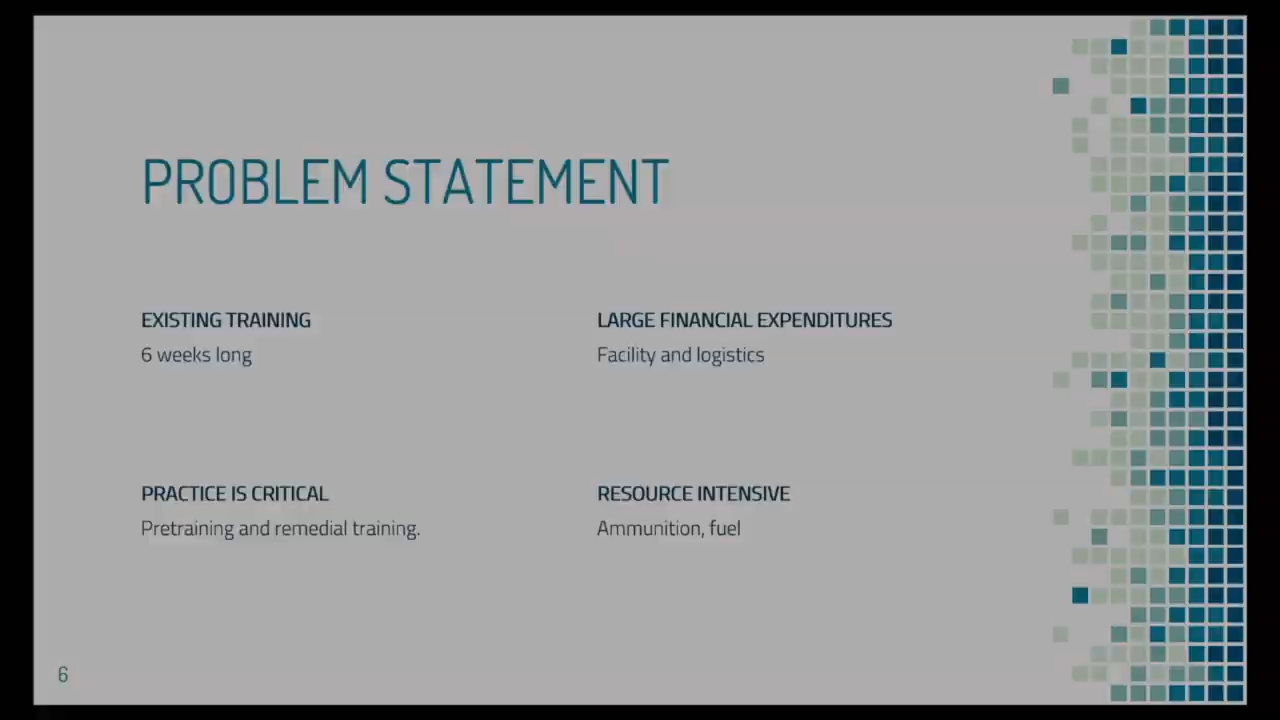 PROBLEM STATEMENT
EXISTING TRAINING
6 weeks long
LARGE FINANCIAL EXPENDITURES
Facility and logistics
PRACTICE IS CRITICAL
Pretraining and remedial training.
RESOURCE INTENSIVE
Ammunition, fuel
6